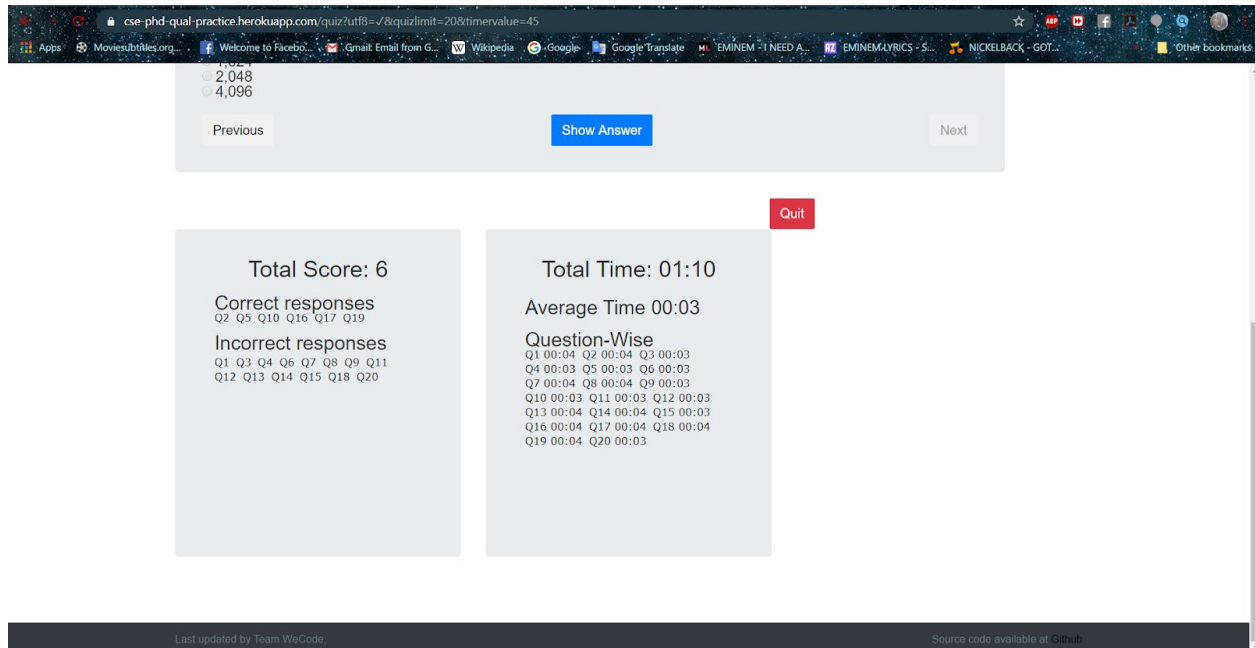 cse-phd-qual-practice.herokuapp.com/quiz?utf8=✓&quizlimit=20&timervalue=45
Apps Moviesubtitles.org... Welcome to Facebo... Gmail: Email from G... Wikipedia Google Google Translate EMINEM - I NEED A... EMINEM LYRICS - S... NICKELBACK - GOT... Other bookmarks
2,048
4,096
Previous Show Answer Next
Quit
Total Score: 6
Correct responses
Q2 Q5 Q10 Q16 Q17 Q19
Incorrect responses
Q1 Q3 Q4 Q6 Q7 Q8 Q9 Q11
Q12 Q13 Q14 Q15 Q18 Q20
Total Time: 01:10
Average Time 00:03
Question-Wise
Q1 00:04 Q2 00:04 Q3 00:03
Q4 00:03 Q5 00:03 Q6 00:03
Q7 00:04 Q8 00:04 Q9 00:03
Q10 00:03 Q11 00:03 Q12 00:03
Q13 00:04 Q14 00:04 Q15 00:03
Q16 00:04 Q17 00:04 Q18 00:04
Q19 00:04 Q20 00:03
Last updated by Team WeCode, Source code available at Github